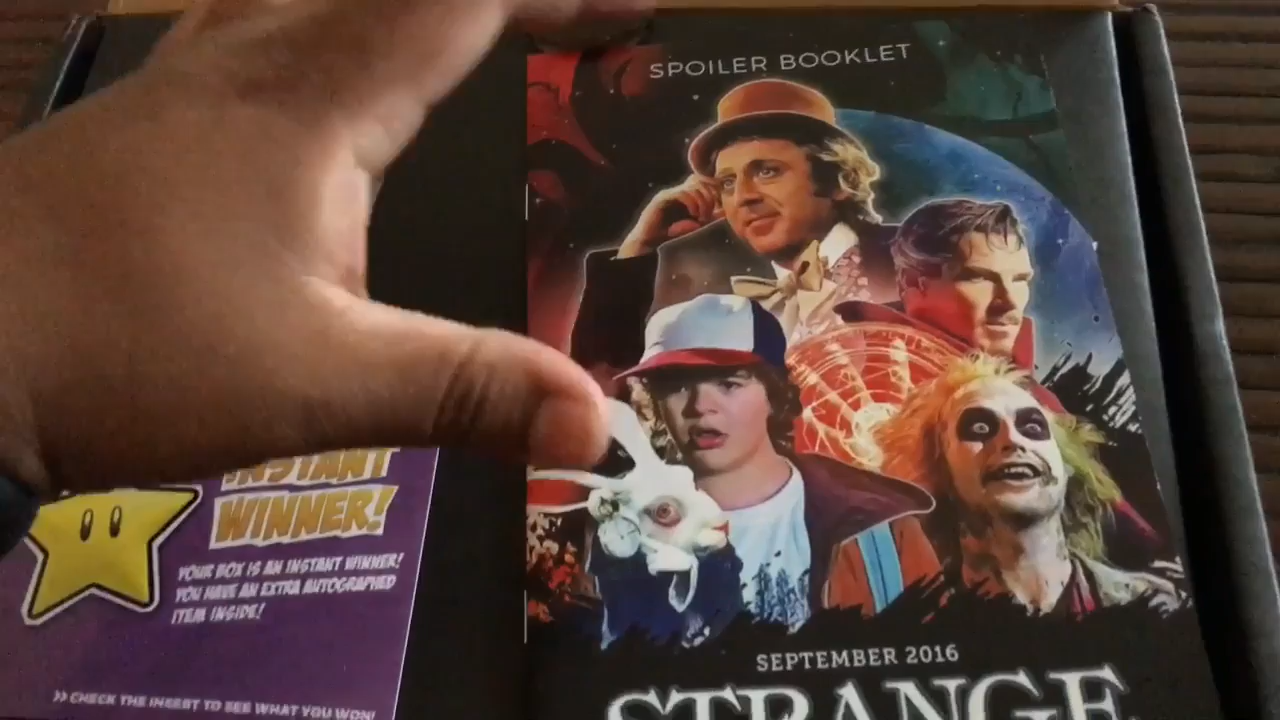 SPOILER BOOKLET
INSTANT
WINNER!
YOUR BOX IS AN INSTANT WINNER!
YOU HAVE AN EXTRA AUTOGRAPHED
ITEM INSIDE!
>> CHECK THE INSERT TO SEE WHAT YOU WON!
SEPTEMBER 2016
STRANGE